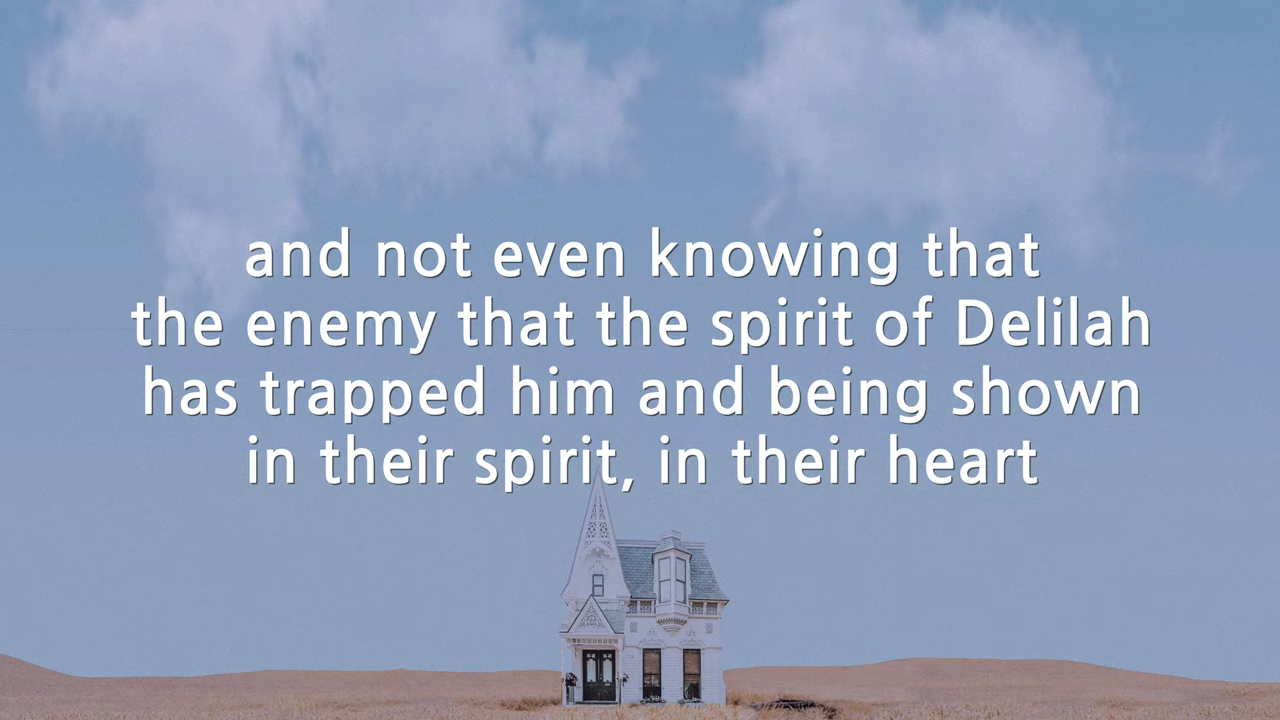 and not even knowing that
the enemy that the spirit of Delilah
has trapped him and being shown
in their spirit, in their heart